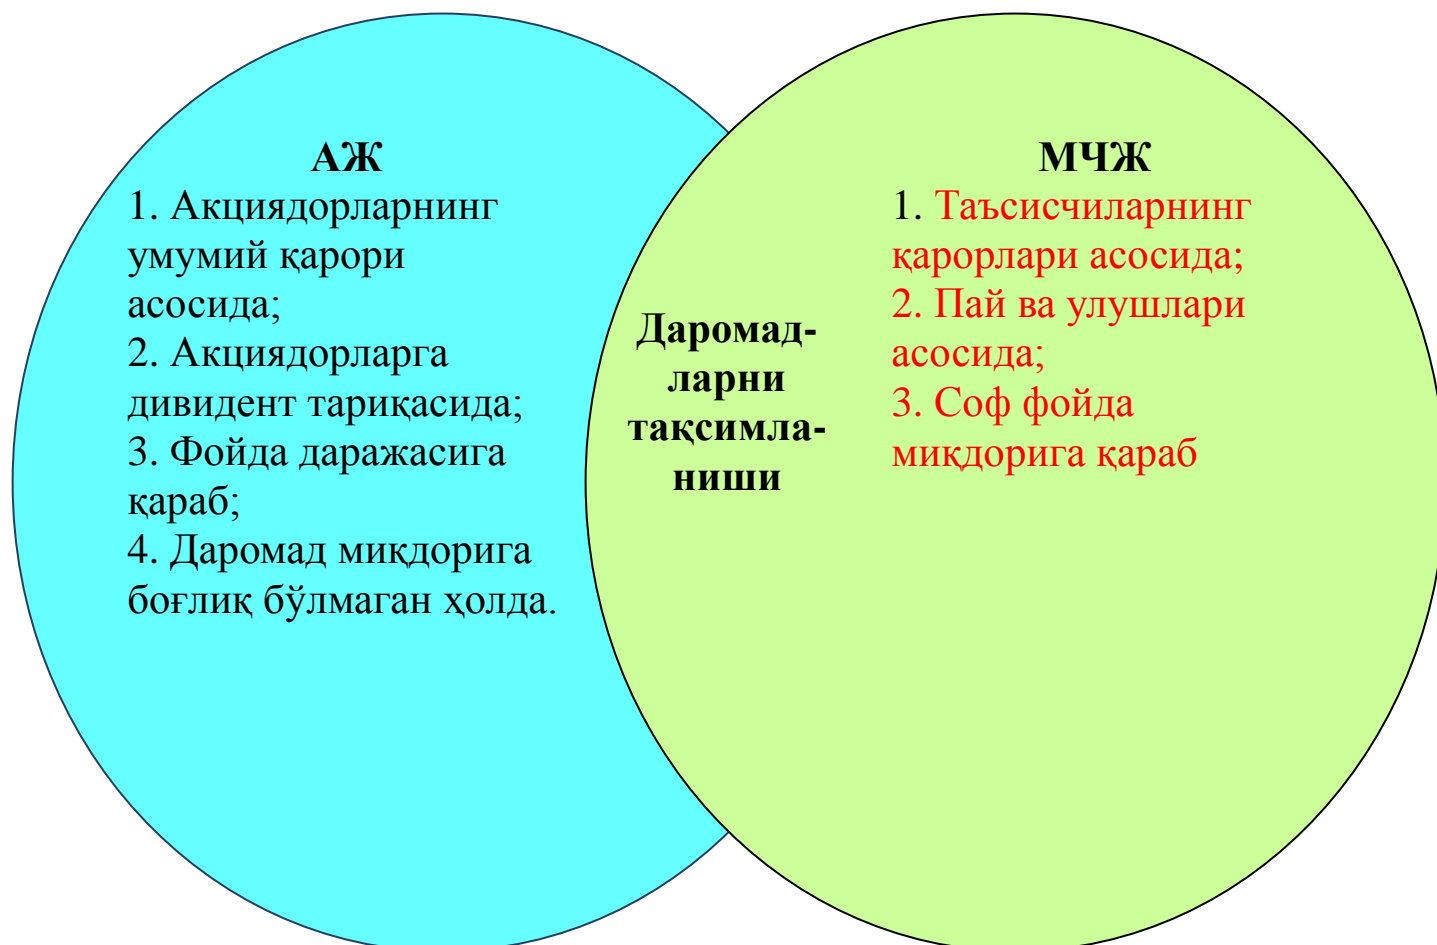 АЖ
1. Акциядорларнинг
умумий қарори
асосида;
2. Акциядорларга
дивидент тариқасида;
3. Фойда даражасига
қараб;
4. Даромад миқдорига
боғлиқ бўлмаган ҳолда.
Даромад-
ларни
тақсимла-
ниши
МЧЖ
1. Таъсисчиларнинг
қарорлари асосида;
2. Пай ва улушлари
асосида;
3. Соф фойда
миқдорига қараб